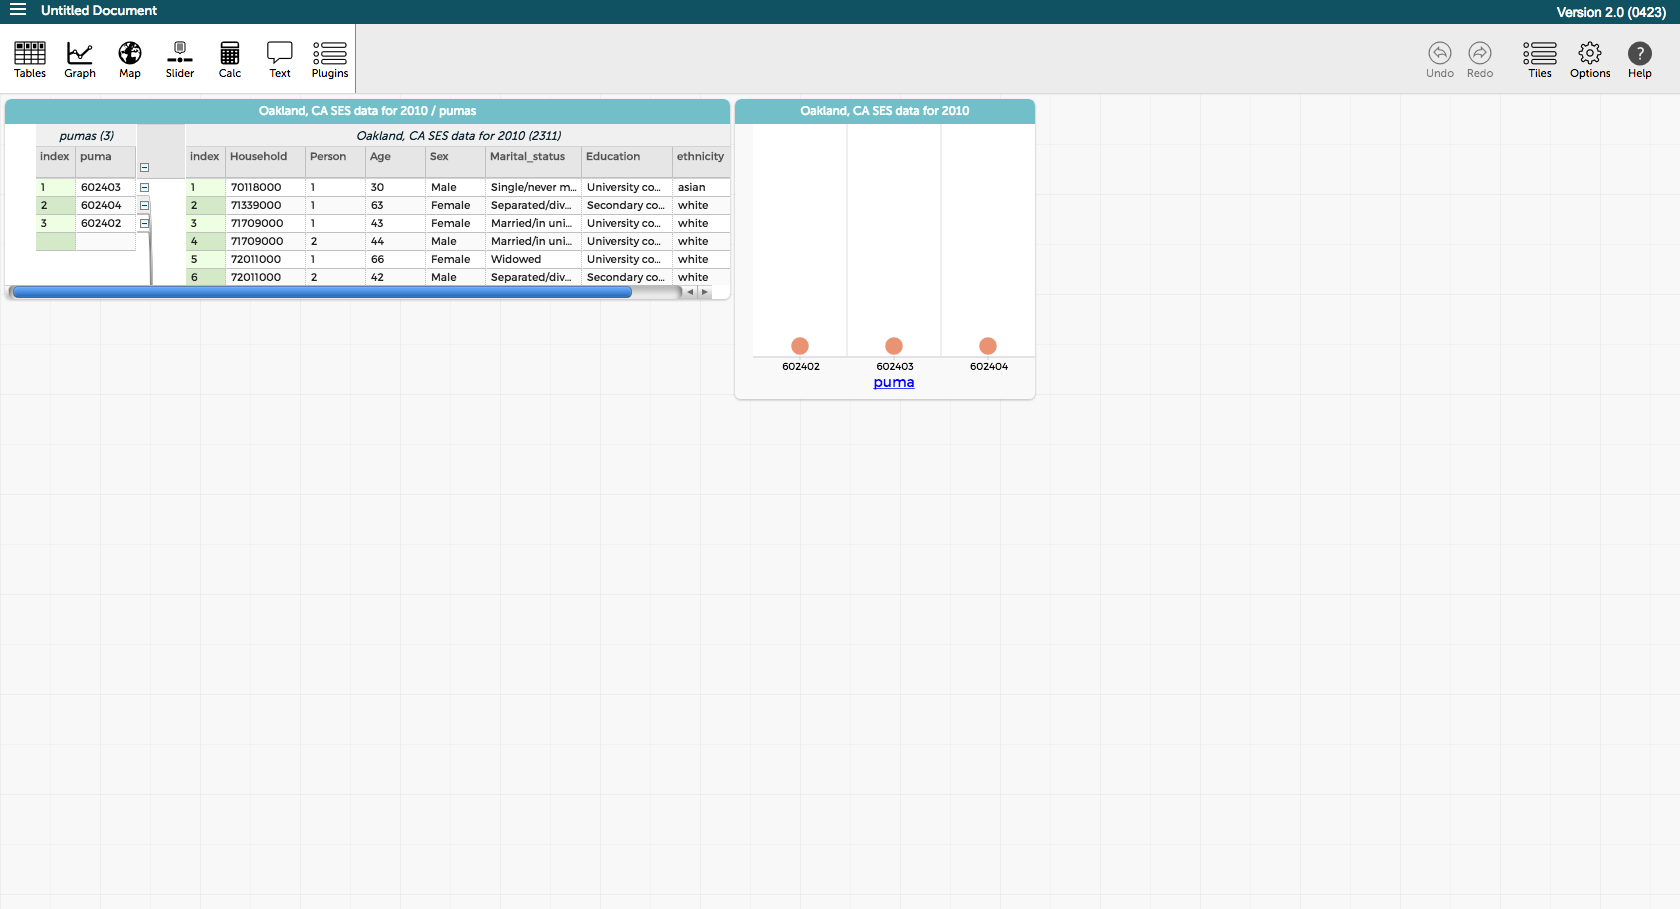 Untitled Document
Version 2.0 (0423)
Tables Graph Map Slider Calc Text Plugins
Undo Redo Tiles Options ? Help
Oakland, CA SES data for 2010 / pumas
pumas (3) Oakland, CA SES data for 2010 (2311)
index puma index Household Person Age Sex Marital_status Education ethnicity
1 602403 1 70118000 1 30 Male Single/never m... University co... asian
2 602404 2 71339000 1 63 Female Separated/div... Secondary co... white
3 602402 3 71709000 1 43 Female Married/in uni... University co... white
4 71709000 2 44 Male Married/in uni... University co... white
5 72011000 1 66 Female Widowed University co... white
6 72011000 2 42 Male Separated/div... Secondary co... white
Oakland, CA SES data for 2010
602402 602403 602404
puma